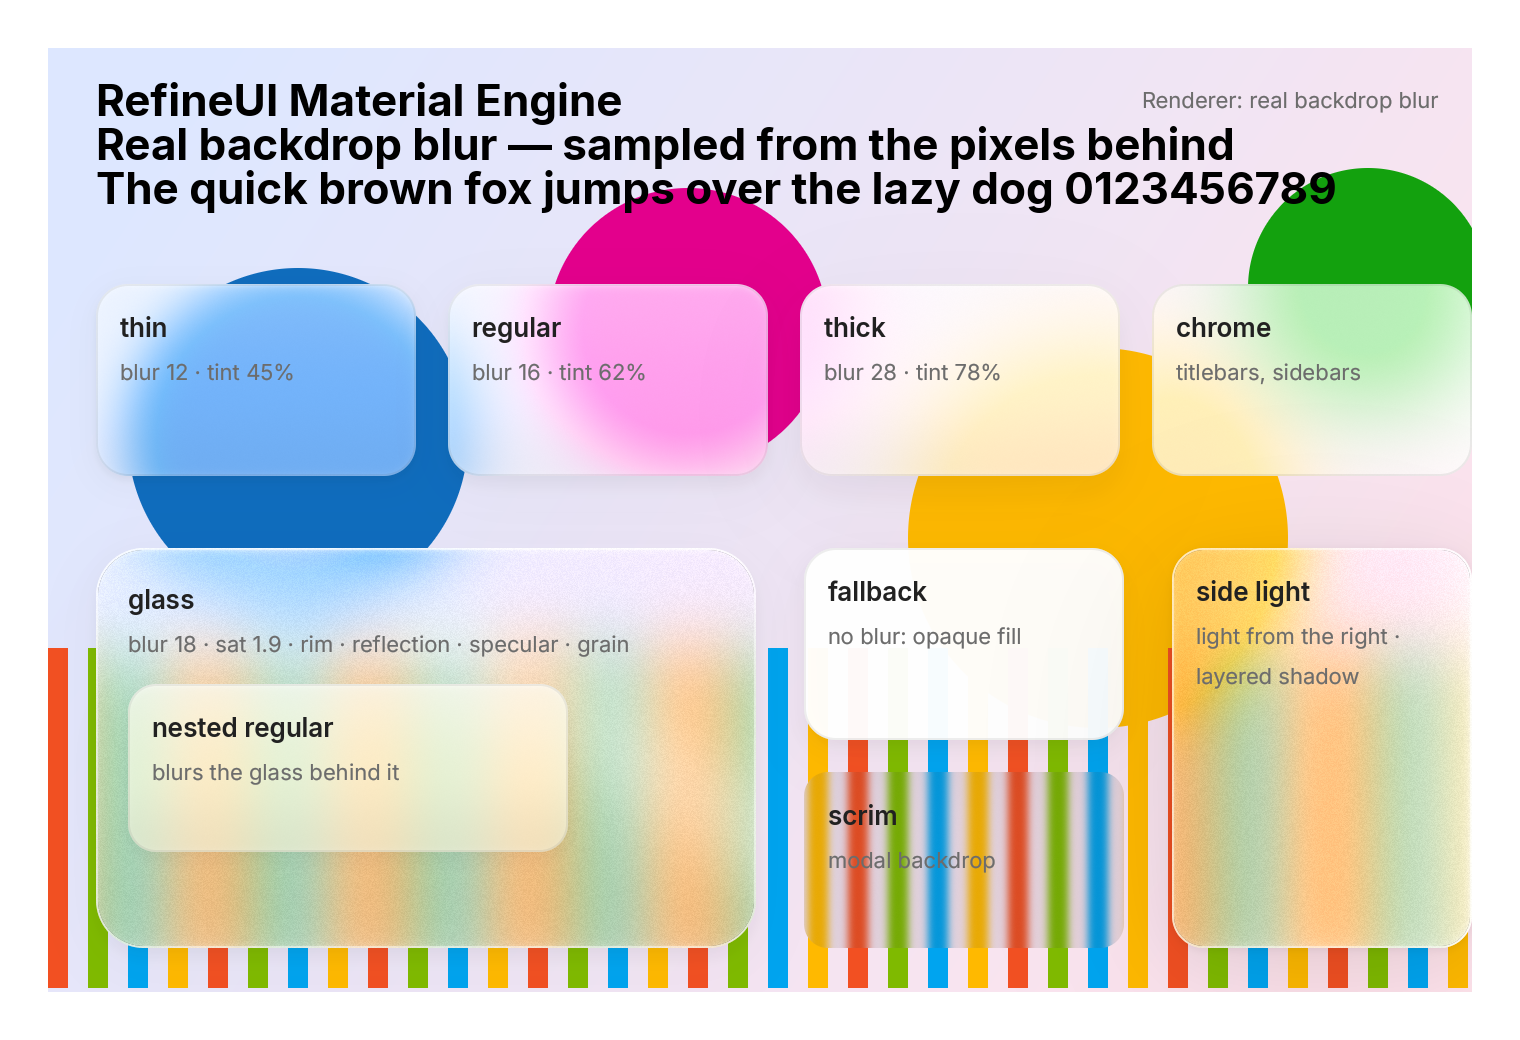 RefineUI Material Engine
Renderer: real backdrop blur
Real backdrop blur — sampled from the pixels behind
The quick brown fox jumps over the lazy dog 0123456789
thin
blur 12 · tint 45%
regular
blur 16 · tint 62%
thick
blur 28 · tint 78%
chrome
titlebars, sidebars
glass
blur 18 · sat 1.9 · rim · reflection · specular · grain
nested regular
blurs the glass behind it
fallback
no blur: opaque fill
scrim
modal backdrop
side light
light from the right ·
layered shadow